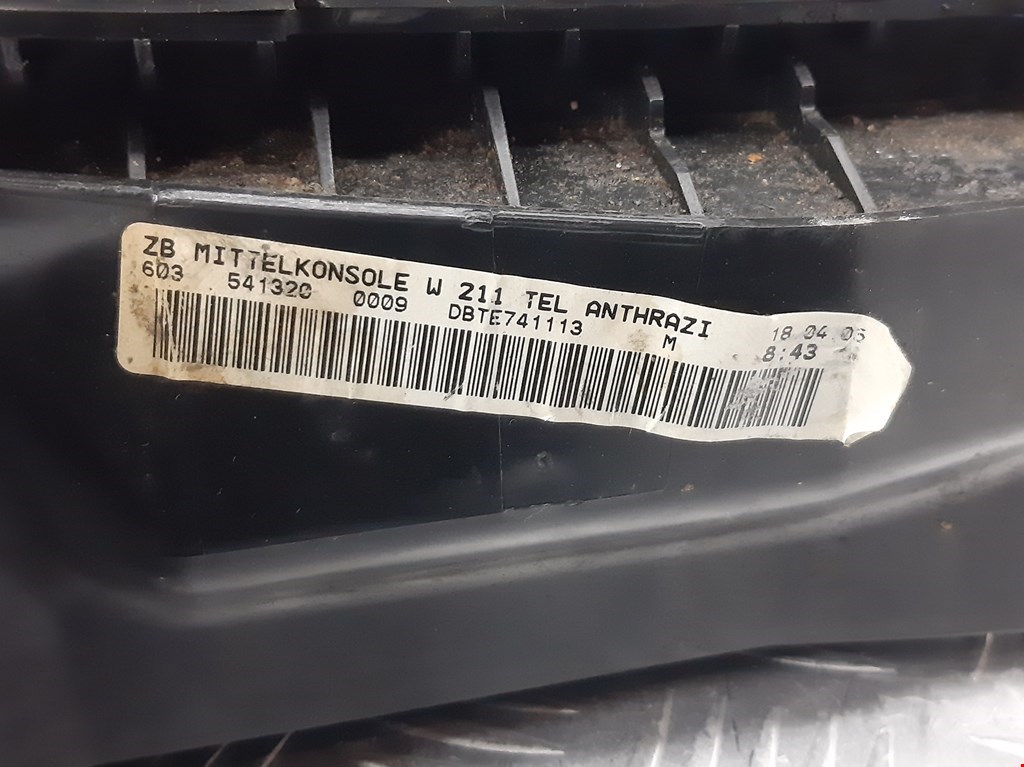 ZB MITTELKONSOLE W 211 TEL ANTHRAZI
603 541320 0009 DBTE741113 M 18 04 06
8:43